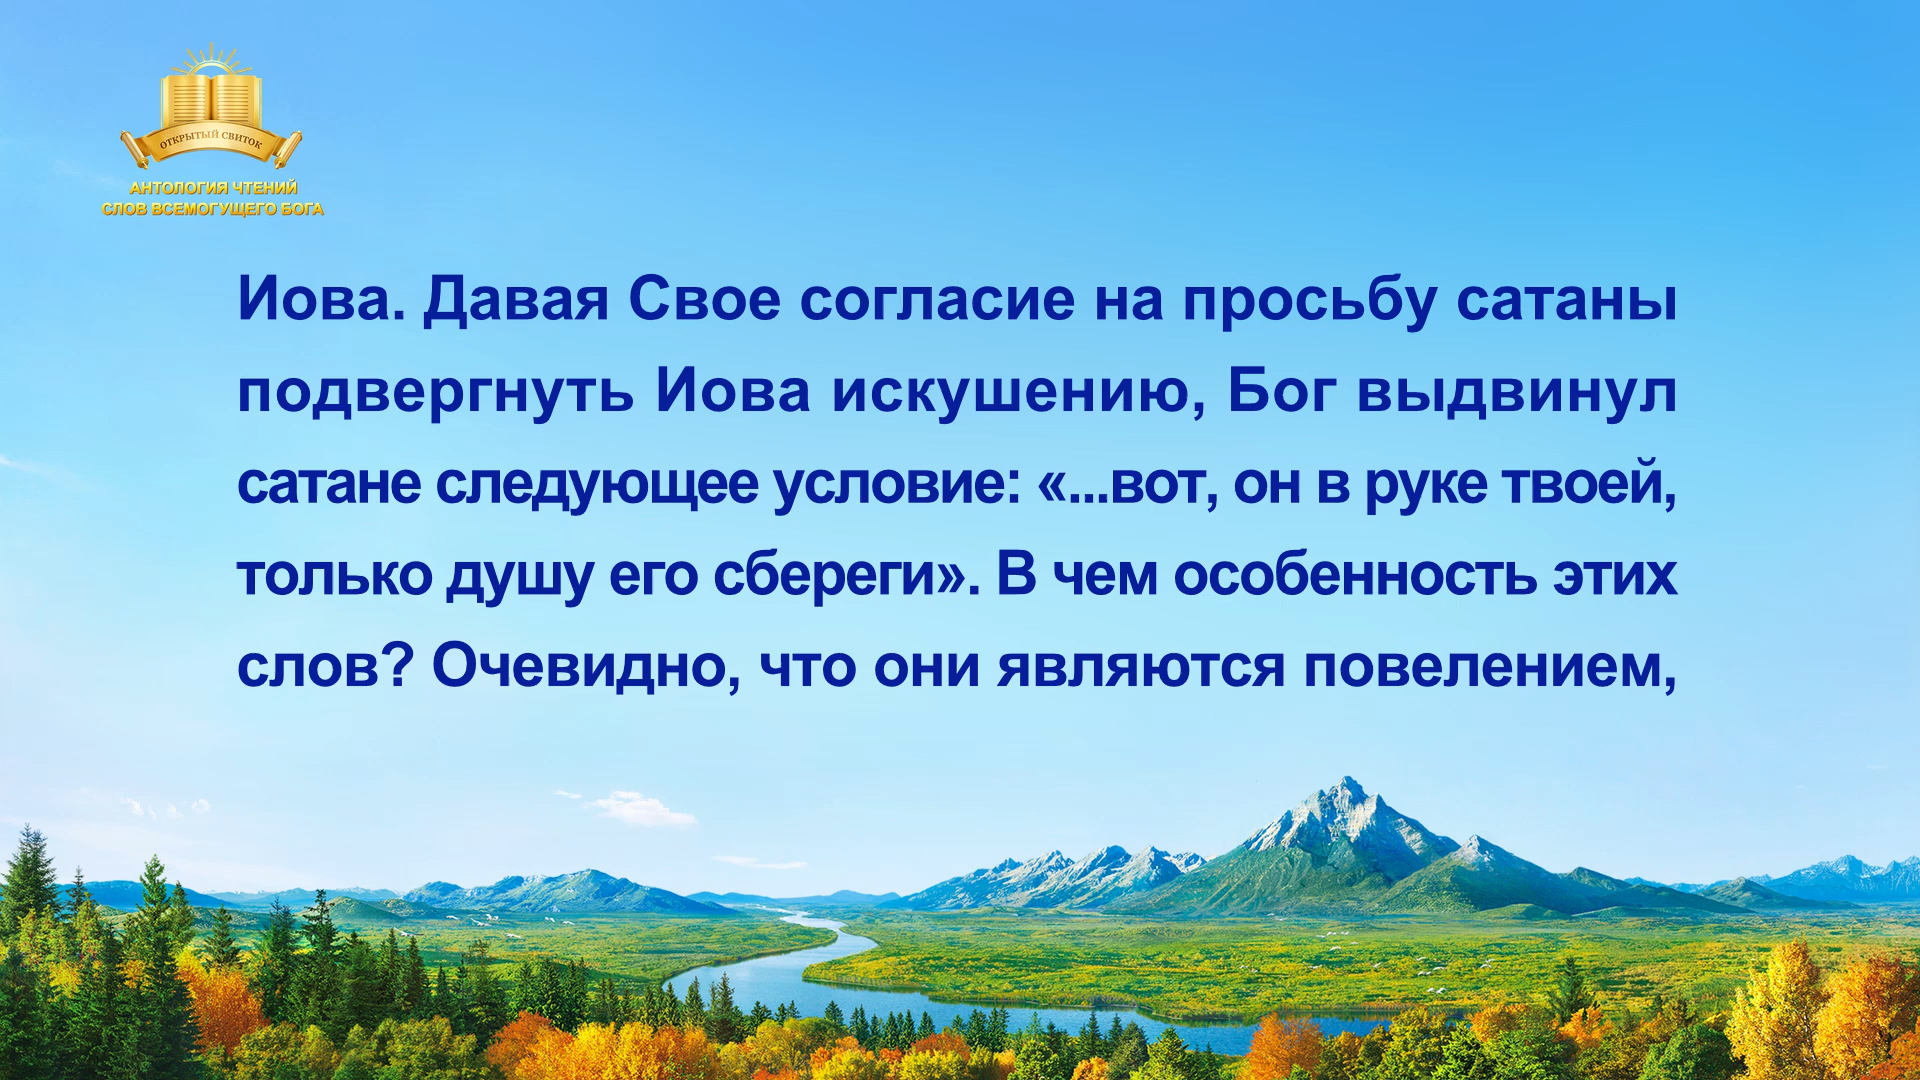 ОТКРЫТЫЙ СВИТОК
АНТОЛОГИЯ ЧТЕНИЙ
СЛОВ ВСЕМОГУЩЕГО БОГА
Иова. Давая Свое согласие на просьбу сатаны
подвергнуть Иова искушению, Бог выдвинул
сатане следующее условие: «...вот, он в руке твоей,
только душу его сбереги». В чем особенность этих
слов? Очевидно, что они являются повелением,